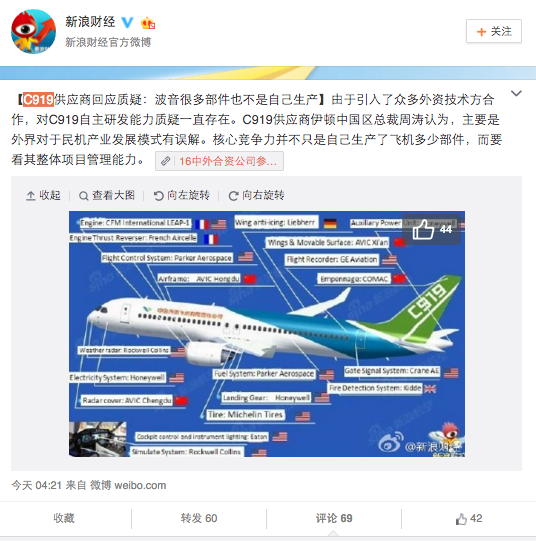 新浪财经
新浪财经官方微博
+ 关注
【C919供应商回应质疑：波音很多部件也不是自己生产】由于引入了众多外资技术方合
作，对C919自主研发能力质疑一直存在。C919供应商伊顿中国区总裁周涛认为，主要是
外界对于民机产业发展模式有误解。核心竞争力并不只是自己生产了飞机多少部件，而要
看其整体项目管理能力。 16中外合资公司参…
收起 查看大图 向左旋转 向右旋转
44
Engine: CFM International LEAP-1
Wing anti-icing: Liebherr
Auxiliary Power
Engine Thrust Reverser: French Aircelle
Wings & Movable Surface: AVIC Xi'an
Flight Control System: Parker Aerospace
Flight Recorder: GE Aviation
Airframe: AVIC Hongdu
Empennage: COMAC
C919
Weather radar: Rockwell Collins
Fuel System: Parker Aerospace
Gate Signal System: Crane AE
Electricity System: Honeywell
Fire Detection System: Kidde
Radar cover: AVIC Chengdu
Landing Gear: Honeywell
Tire: Michelin Tires
Cockpit control and instrument lighting: Eaton
Simulate System: Rockwell Collins
@新浪财经
今天 04:21 来自 微博 weibo.com
收藏 转发 60 评论 69 42